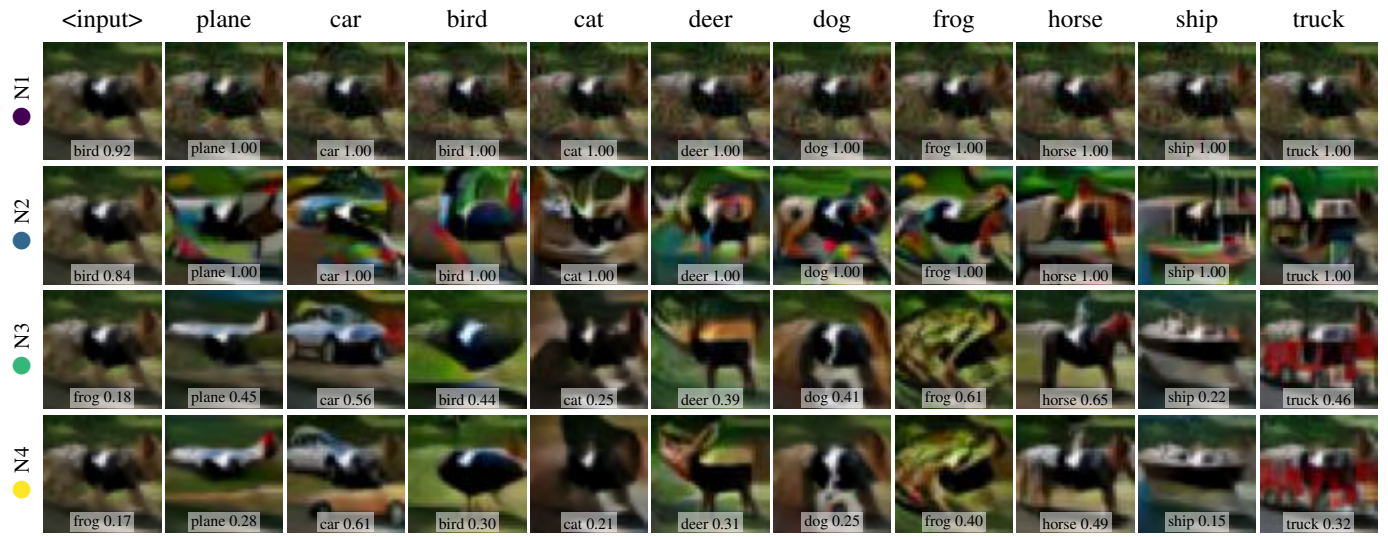 <input> plane car bird cat deer dog frog horse ship truck
N1
bird 0.92 plane 1.00 car 1.00 bird 1.00 cat 1.00 deer 1.00 dog 1.00 frog 1.00 horse 1.00 ship 1.00 truck 1.00
N2
bird 0.84 plane 1.00 car 1.00 bird 1.00 cat 1.00 deer 1.00 dog 1.00 frog 1.00 horse 1.00 ship 1.00 truck 1.00
N3
frog 0.18 plane 0.45 car 0.56 bird 0.44 cat 0.25 deer 0.39 dog 0.41 frog 0.61 horse 0.65 ship 0.22 truck 0.46
N4
frog 0.17 plane 0.28 car 0.61 bird 0.30 cat 0.21 deer 0.31 dog 0.25 frog 0.40 horse 0.49 ship 0.15 truck 0.32